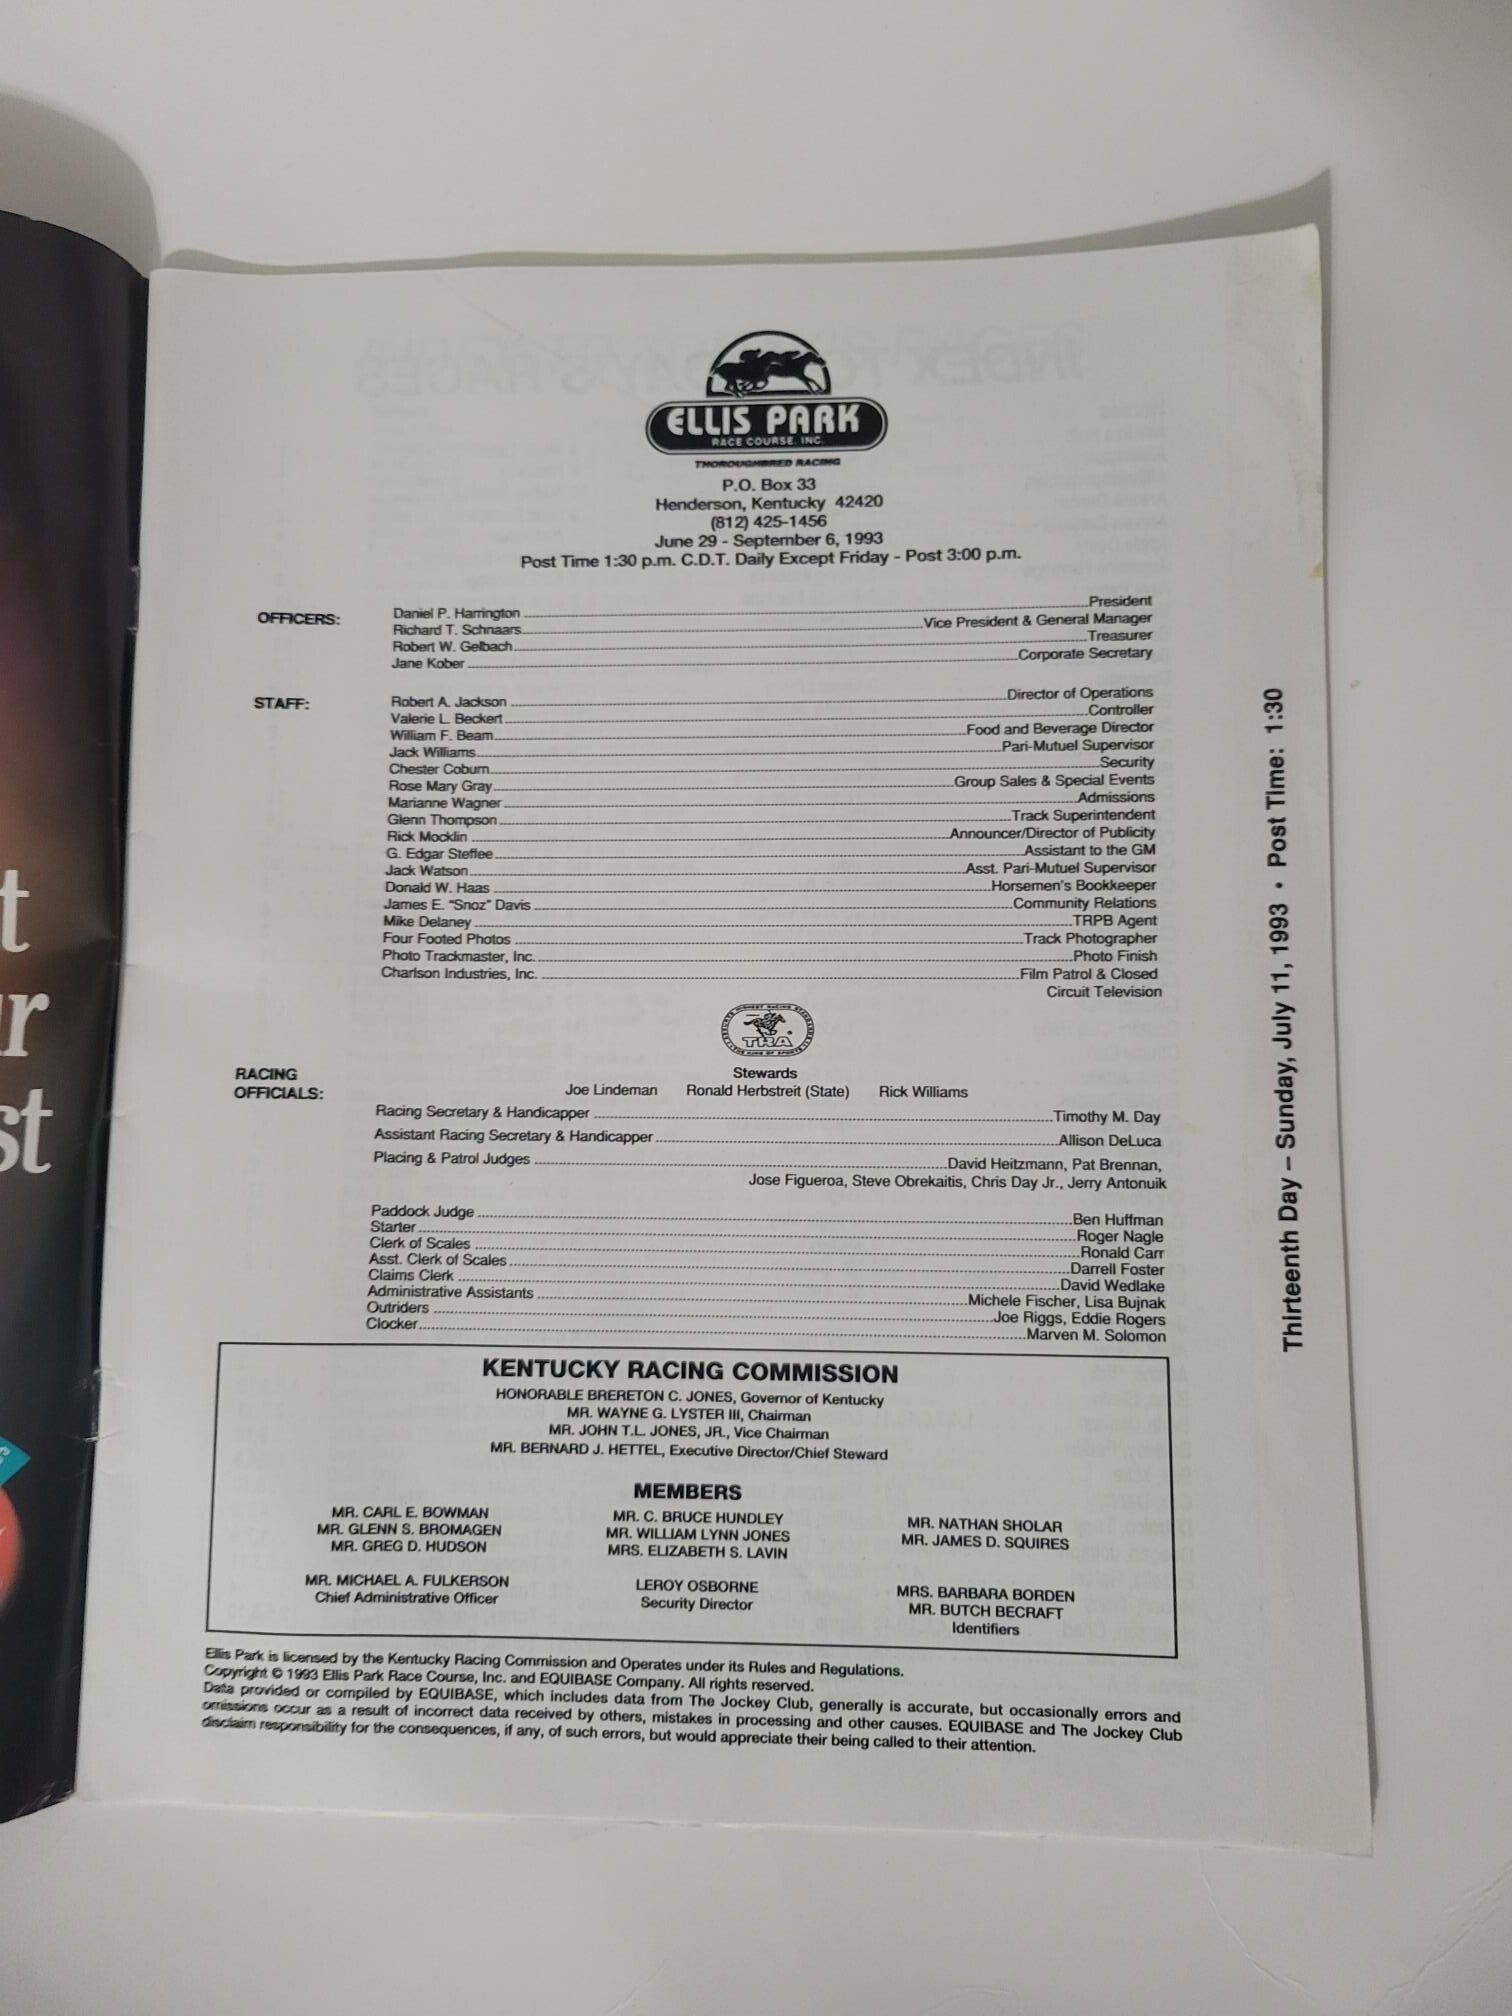 ELLIS PARK
RACE COURSE, INC.
THOROUGHBRED RACING
P.O. Box 33
Henderson, Kentucky 42420
(812) 425-1456
June 29 - September 6, 1993
Post Time 1:30 p.m. C.D.T. Daily Except Friday - Post 3:00 p.m.
OFFICERS:
Daniel P. Harrington President
Richard T. Schnaars Vice President & General Manager
Robert W. Gelbach Treasurer
Jane Kober Corporate Secretary
STAFF:
Robert A. Jackson Director of Operations
Valerie L. Beckert Controller
William F. Beam Food and Beverage Director
Jack Williams Pari-Mutuel Supervisor
Chester Coburn Security
Rose Mary Gray Group Sales & Special Events
Marianne Wagner Admissions
Glenn Thompson Track Superintendent
Rick Mocklin Announcer/Director of Publicity
G. Edgar Steffee Assistant to the GM
Jack Watson Asst. Pari-Mutuel Supervisor
Donald W. Haas Horsemen's Bookkeeper
James E. "Snoz" Davis Community Relations
Mike Delaney TRPB Agent
Four Footed Photos Track Photographer
Photo Trackmaster, Inc. Photo Finish
Charlson Industries, Inc. Film Patrol & Closed
Circuit Television
TRA
RACING
OFFICIALS:
Stewards
Joe Lindeman Ronald Herbstreit (State) Rick Williams
Racing Secretary & Handicapper Timothy M. Day
Assistant Racing Secretary & Handicapper Allison DeLuca
Placing & Patrol Judges David Heitzmann, Pat Brennan,
Jose Figueroa, Steve Obrekaitis, Chris Day Jr., Jerry Antonuik
Paddock Judge Ben Huffman
Starter Roger Nagle
Clerk of Scales Ronald Carr
Asst. Clerk of Scales Darrell Foster
Claims Clerk David Wedlake
Administrative Assistants Michele Fischer, Lisa Bujnak
Outriders Joe Riggs, Eddie Rogers
Clocker Marven M. Solomon
KENTUCKY RACING COMMISSION
HONORABLE BRERETON C. JONES, Governor of Kentucky
MR. WAYNE G. LYSTER III, Chairman
MR. JOHN T.L. JONES, JR., Vice Chairman
MR. BERNARD J. HETTEL, Executive Director/Chief Steward
MEMBERS
MR. CARL E. BOWMAN
MR. GLENN S. BROMAGEN
MR. GREG D. HUDSON
MR. C. BRUCE HUNDLEY
MR. WILLIAM LYNN JONES
MRS. ELIZABETH S. LAVIN
MR. NATHAN SHOLAR
MR. JAMES D. SQUIRES
MR. MICHAEL A. FULKERSON
Chief Administrative Officer
LEROY OSBORNE
Security Director
MRS. BARBARA BORDEN
MR. BUTCH BECRAFT
Identifiers
Ellis Park is licensed by the Kentucky Racing Commission and Operates under its Rules and Regulations.
Copyright © 1993 Ellis Park Race Course, Inc. and EQUIBASE Company. All rights reserved.
Data provided or compiled by EQUIBASE, which includes data from The Jockey Club, generally is accurate, but occasionally errors and
omissions occur as a result of incorrect data received by others, mistakes in processing and other causes. EQUIBASE and The Jockey Club
disclaim responsibility for the consequences, if any, of such errors, but would appreciate their being called to their attention.
Thirteenth Day – Sunday, July 11, 1993 • Post Time: 1:30